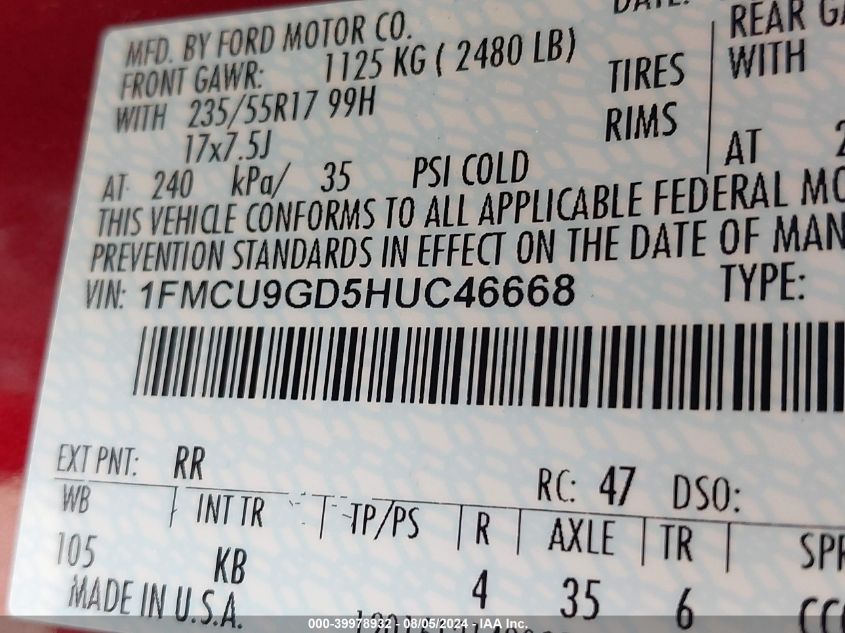 MFD. BY FORD MOTOR CO.
FRONT GAWR: 1125 KG ( 2480 LB)
REAR
WITH 235/55R17 99H TIRES WITH
17x7.5J RIMS
AT 240 kPa/ 35 PSI COLD AT
THIS VEHICLE CONFORMS TO ALL APPLICABLE FEDERAL
PREVENTION STANDARDS IN EFFECT ON THE DATE OF
VIN: 1FMCU9GD5HUC46668 TYPE:
EXT PNT: RR RC: 47 DSO:
WB INT TR TP/PS R AXLE TR
105 KB 4 35 6
MADE IN U.S.A.
000-39978932 - 08/05/2024 - IAA Inc.